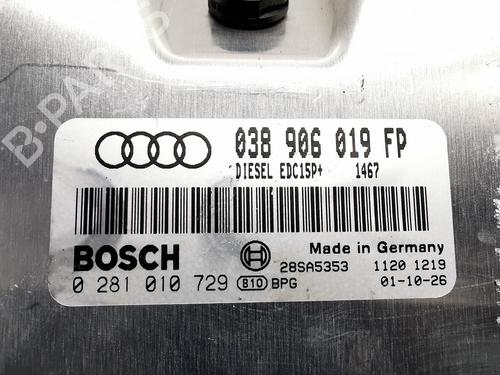 B-PARTS
038 906 019 FP
DIESEL EDC15P+ 1467
BOSCH
Made in Germany
28SA5353 1120 1219
0 281 010 729 810 BPG 01-10-26